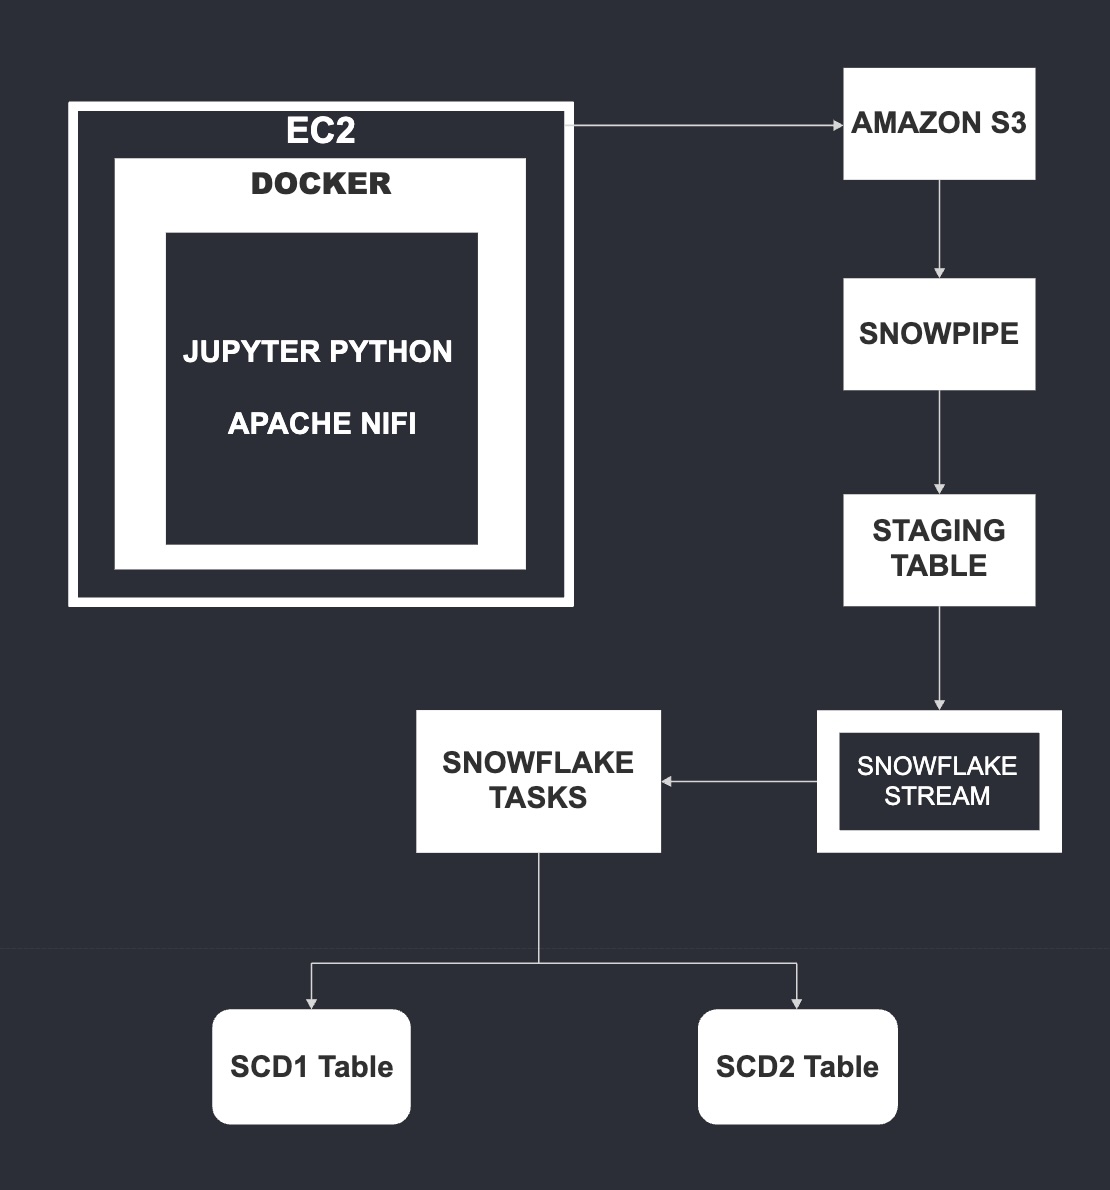 EC2
DOCKER
JUPYTER PYTHON
APACHE NIFI
AMAZON S3
SNOWPIPE
STAGING
TABLE
SNOWFLAKE
STREAM
SNOWFLAKE
TASKS
SCD1 Table
SCD2 Table